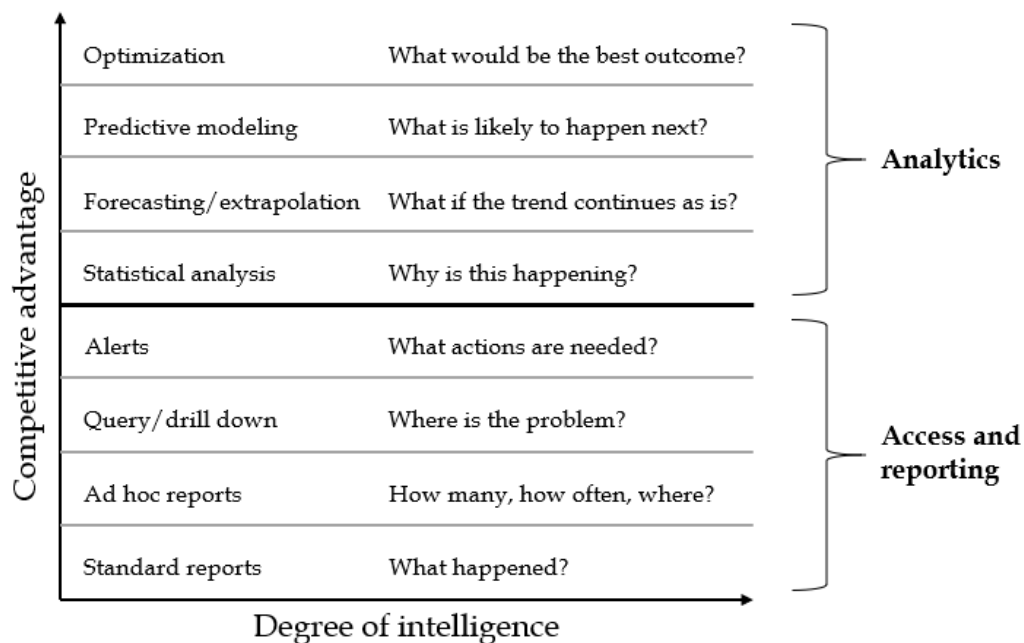 Competitive advantage
Optimization What would be the best outcome?
Predictive modeling What is likely to happen next?
Forecasting/extrapolation What if the trend continues as is?
Statistical analysis Why is this happening?
Analytics
Alerts What actions are needed?
Query/drill down Where is the problem?
Ad hoc reports How many, how often, where?
Standard reports What happened?
Access and
reporting
Degree of intelligence